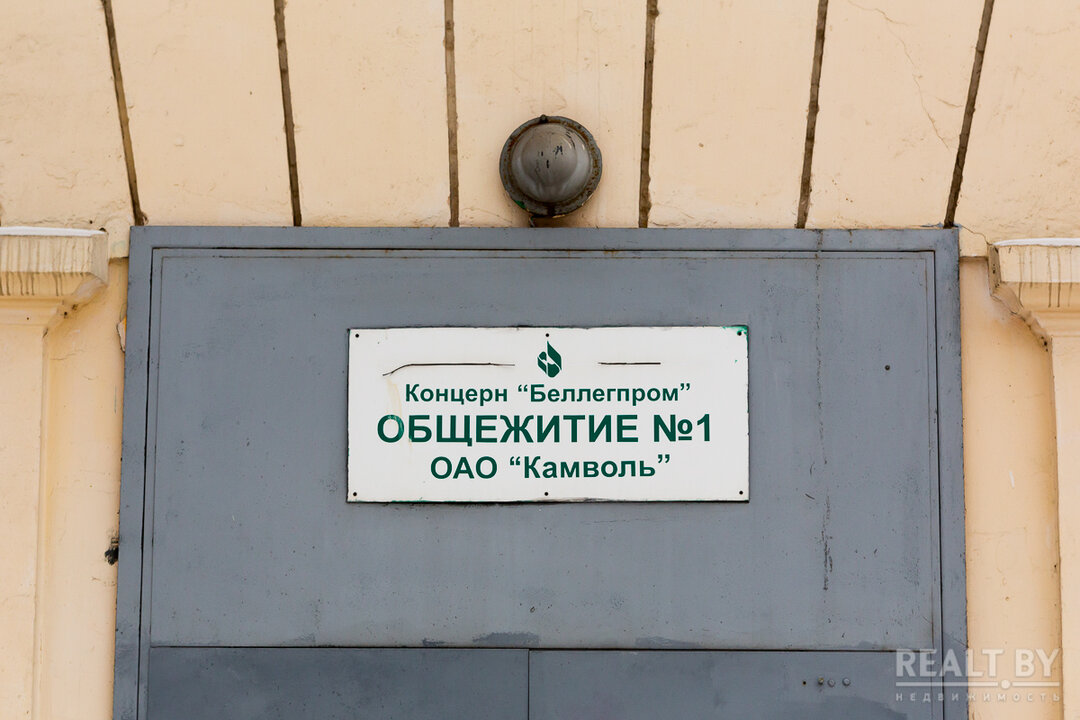 Концерн “Беллегпром”
ОБЩЕЖИТИЕ №1
ОАО “Камволь”
REALT.BY
НЕДВИЖИМОСТЬ